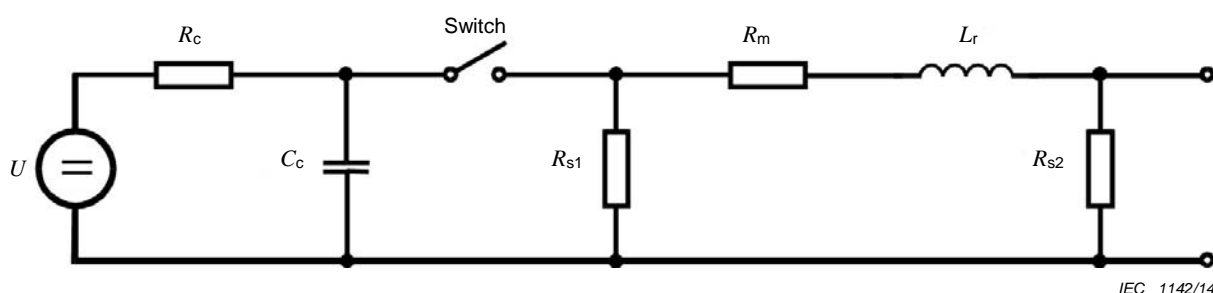 Switch
Rc
Rm
Lr
U
Cc
Rs1
Rs2
IEC 1142/14